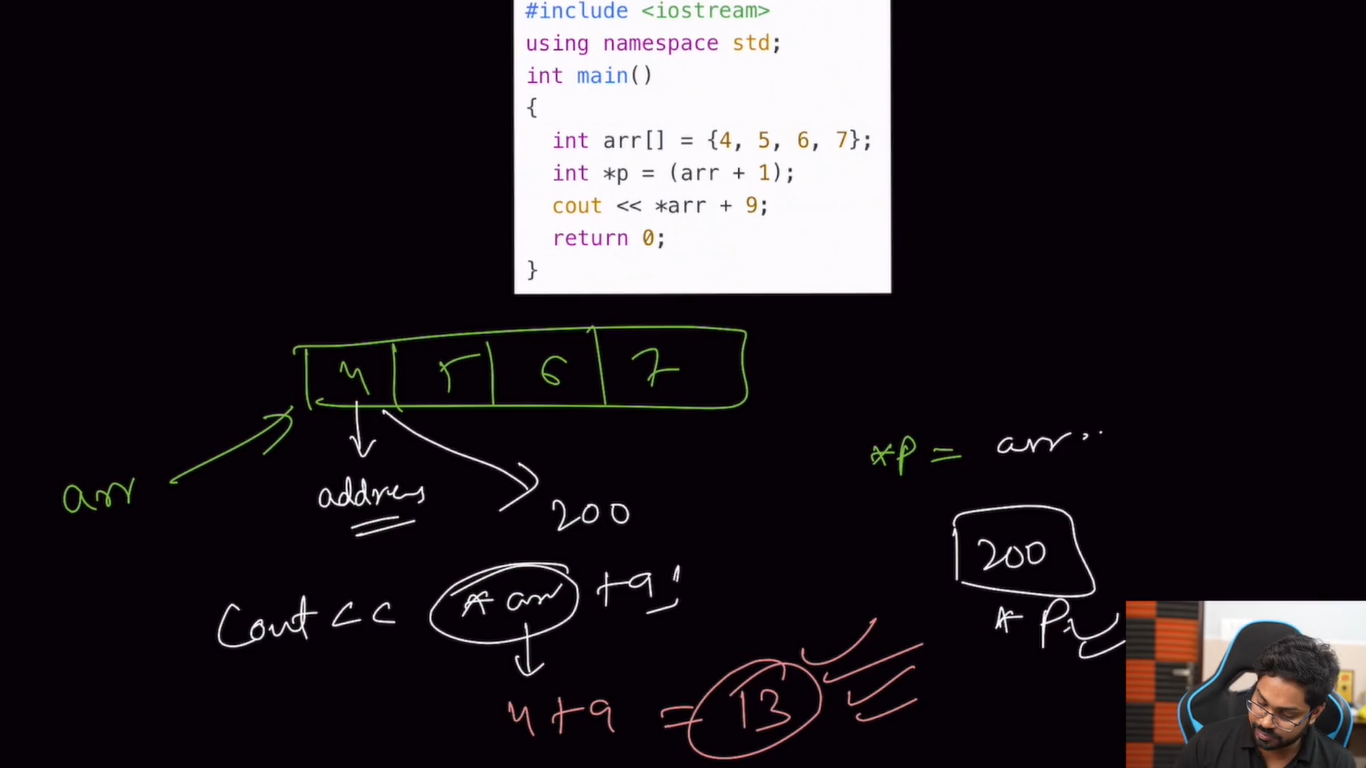 #include <iostream>
using namespace std;
int main()
{
int arr[] = {4, 5, 6, 7};
int *p = (arr + 1);
cout << *arr + 9;
return 0;
}
4 5 6 7
arr
address
200
*p = arr..
200
*p
Cout << *arr +9;
4+9 = 13